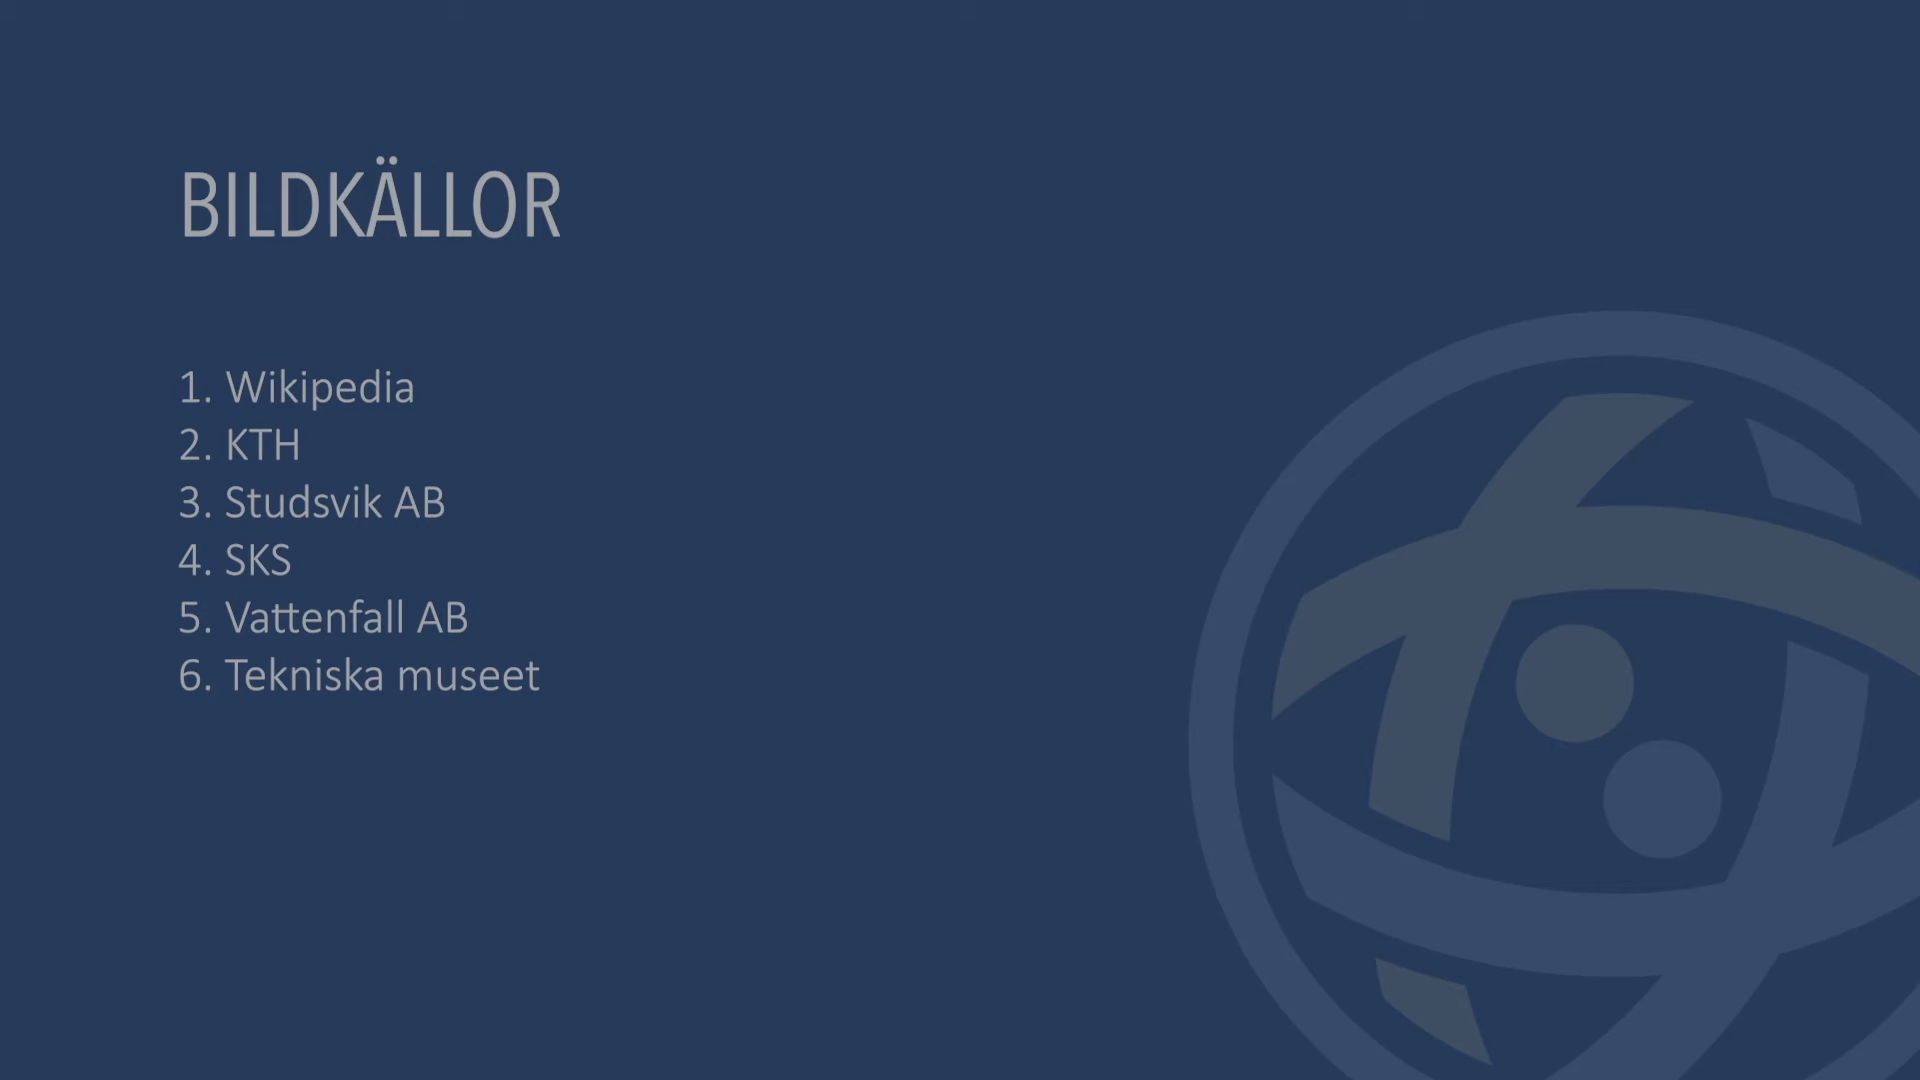 BILDKÄLLOR
1. Wikipedia
2. KTH
3. Studsvik AB
4. SKS
5. Vattenfall AB
6. Tekniska museet